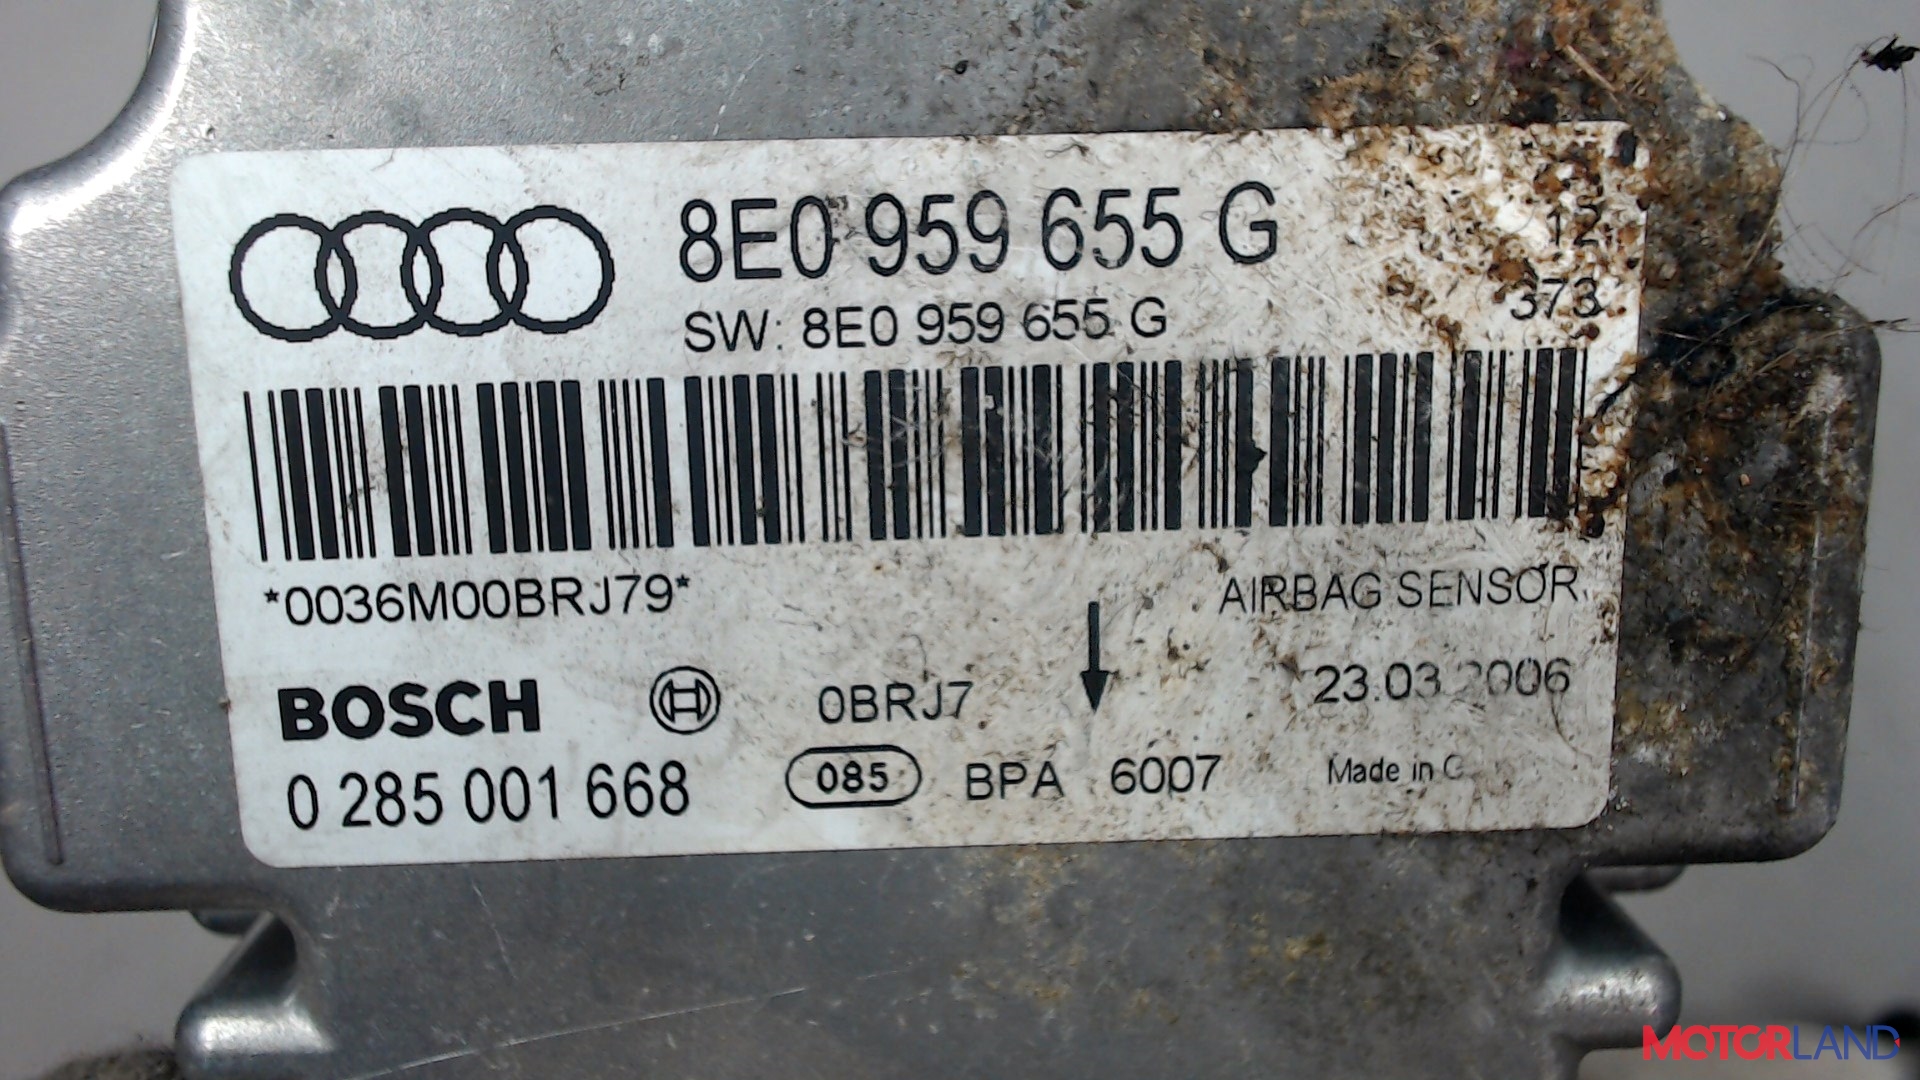 8E0 959 655 G
12
SW: 8E0 959 655 G
373
*0036M00BRJ79*
AIRBAG SENSOR
BOSCH
0BRJ7
23.03.2006
0 285 001 668
085
BPA 6007
Made in
MOTORLAND